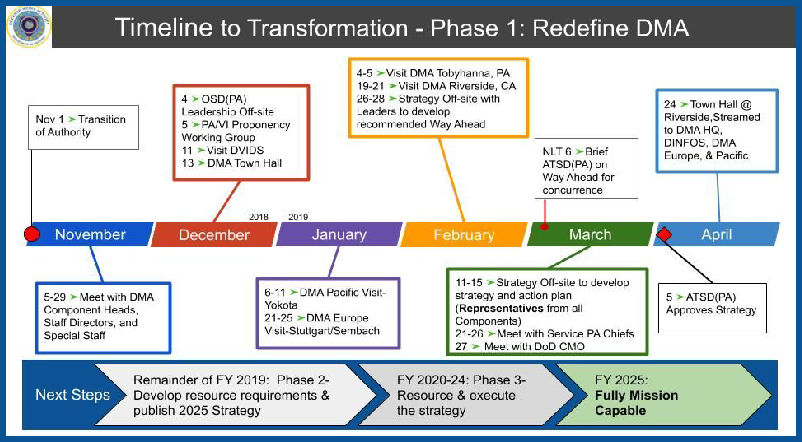 Timeline to Transformation - Phase 1: Redefine DMA
Nov 1 ➤ Transition
of Authority
4 ➤ OSD(PA)
Leadership Off-site
5 ➤ PA/VI Proponency
Working Group
11 ➤ Visit DVIDS
13 ➤ DMA Town Hall
4-5 ➤ Visit DMA Tobyhanna, PA
19-21 ➤ Visit DMA Riverside, CA
26-28 ➤ Strategy Off-site with
Leaders to develop
recommended Way Ahead
NLT 6 ➤ Brief
ATSD(PA) on
Way Ahead for
concurrence
24 ➤ Town Hall @
Riverside,Streamed
to DMA HQ,
DINFOS, DMA
Europe, & Pacific
2018 2019
November December January February March April
5-29 ➤ Meet with DMA
Component Heads,
Staff Directors, and
Special Staff
6-11 ➤ DMA Pacific Visit-
Yokota
21-25 ➤ DMA Europe
Visit-Stuttgart/Sembach
11-15 ➤ Strategy Off-site to develop
strategy and action plan
(Representatives from all
Components)
21-26 ➤ Meet with Service PA Chiefs
27 ➤ Meet with DoD CMO
5 ➤ ATSD(PA)
Approves Strategy
Next Steps
Remainder of FY 2019: Phase 2-
Develop resource requirements &
publish 2025 Strategy
FY 2020-24: Phase 3-
Resource & execute
the strategy
FY 2025:
Fully Mission
Capable